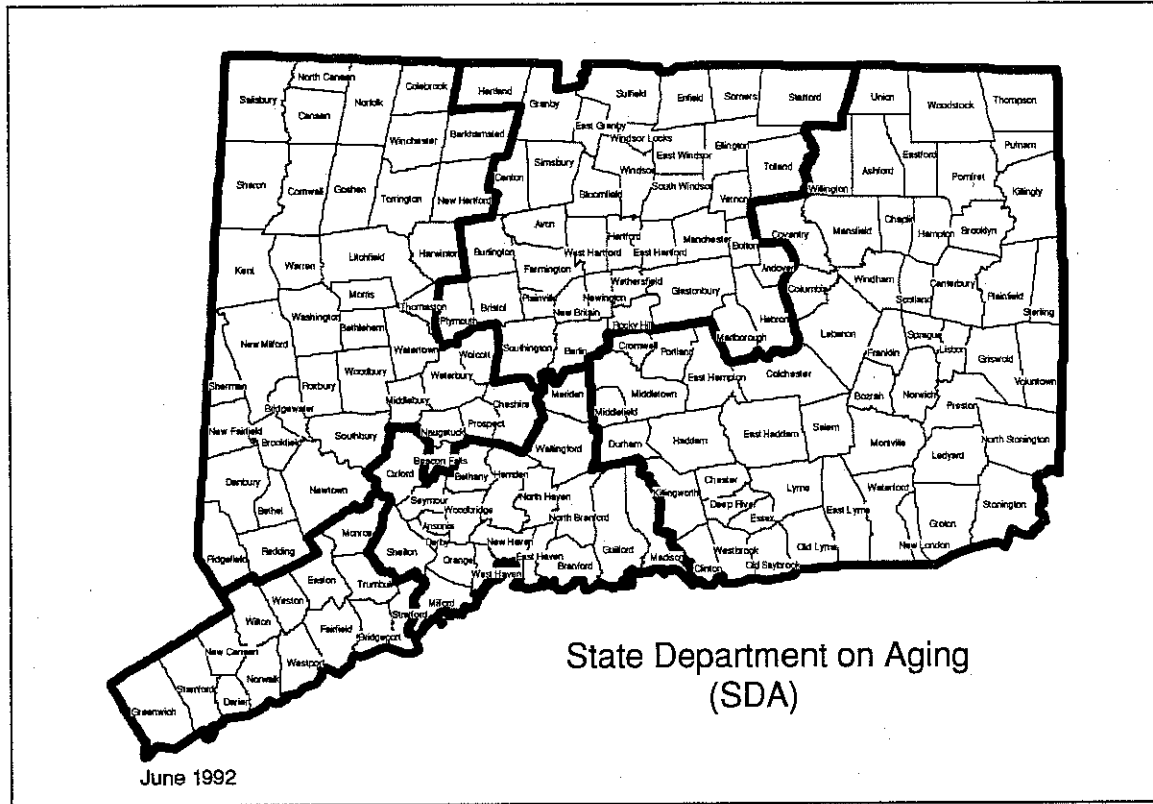 North Canaan
Colebrook
Hartland
Salisbury
Norfolk
Canaan
Granby
Suffield
Enfield
Somers
Stafford
Union
Woodstock
Thompson
Winchester
Barkhamsted
East Granby
Windsor Locks
East Windsor
Ellington
Eastford
Putnam
Simsbury
Tolland
Ashford
Pomfret
Sharon
Cornwall
Goshen
Torrington
New Hartford
Canton
Bloomfield
Windsor
South Windsor
Vernon
Willington
Killingly
Avon
Hartford
Manchester
Bolton
Coventry
Mansfield
Chapin
Hampton
Brooklyn
Kent
Warren
Litchfield
Harwinton
Burlington
West Hartford
East Hartford
Farmington
Andover
Windham
Scotland
Canterbury
Plainfield
Sterling
Morris
Thomaston
Bristol
Plainville
Newington
Wethersfield
Glastonbury
Columbia
Washington
Bethlehem
Plymouth
New Britain
Rocky Hill
Hebron
Marlborough
Lebanon
Franklin
Sprague
Lisbon
Griswold
Voluntown
New Milford
Watertown
Wolcott
Southington
Berlin
Cromwell
Portland
East Hampton
Colchester
Sherman
Roxbury
Woodbury
Waterbury
Bridgewater
Middlebury
Cheshire
Meriden
Middletown
Middlefield
Bozrah
Norwich
Preston
New Fairfield
Brookfield
Southbury
Naugatuck
Prospect
Wallingford
Durham
Haddam
East Haddam
Salem
Montville
Ledyard
North Stonington
Danbury
Newtown
Oxford
Beacon Falls
Bethany
Hamden
North Haven
Killingworth
Chester
Deep River
Essex
Lyme
East Lyme
Waterford
Groton
Stonington
Bethel
Seymour
Woodbridge
North Branford
Ansonia
Derby
Ridgefield
Redding
Monroe
Shelton
Orange
New Haven
East Haven
Branford
Guilford
Madison
Clinton
Westbrook
Old Saybrook
Old Lyme
New London
West Haven
Easton
Trumbull
Weston
Wilton
Stratford
Milford
Fairfield
Bridgeport
New Canaan
Westport
Norwalk
Stamford
Darien
Greenwich
State Department on Aging
(SDA)
June 1992